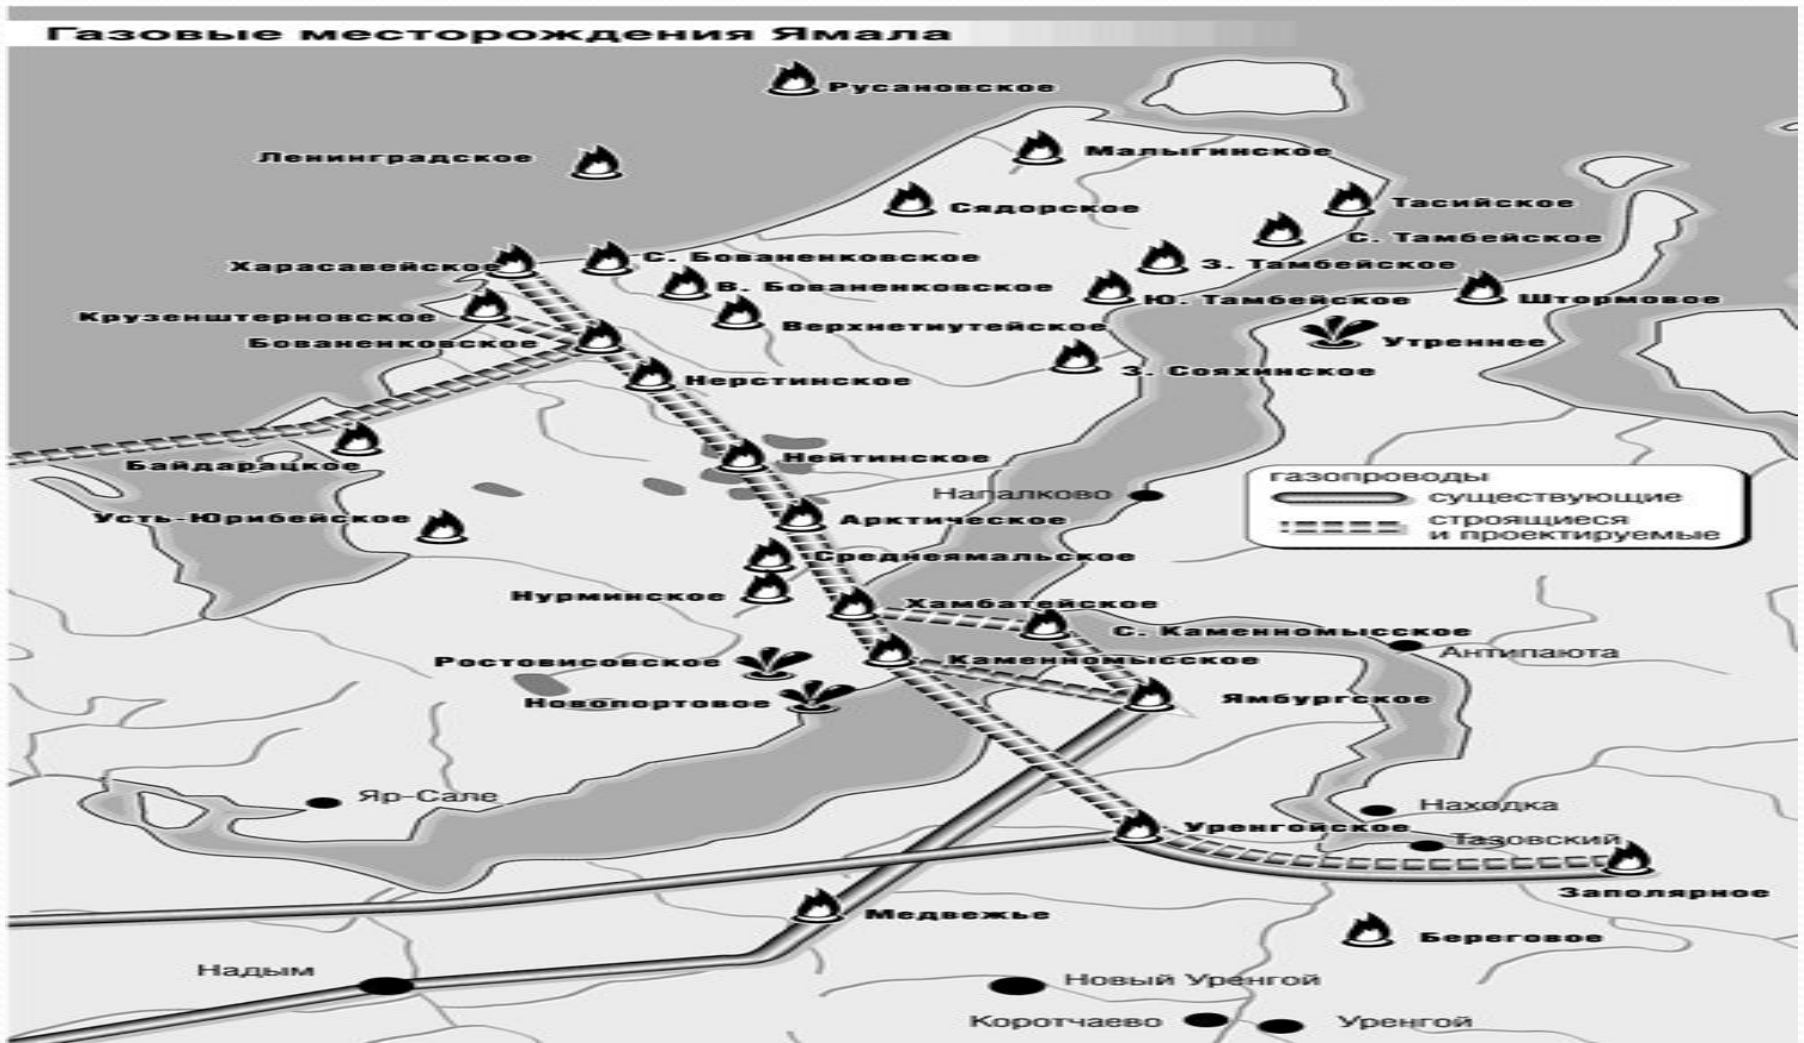 Газовые месторождения Ямала
Русановское
Ленинградское
Малыгинское
Сядорское
Тасийское
С. Тамбейское
Харасавейское
С. Бованенковское
З. Тамбейское
В. Бованенковское
Ю. Тамбейское
Штормовое
Крузенштерновское
Верхнетиутейское
Бованенковское
Утреннее
Нерстинское
З. Сояхинское
Байдарацкое
Нейтинское
газопроводы
существующие
строящиеся
и проектируемые
Напалково
Усть-Юрибейское
Арктическое
Среднеямальское
Нурминское
Хамбатейское
С. Каменномысское
Антипаюта
Ростовисовское
Каменномысское
Новопортовое
Ямбургское
Яр-Сале
Находка
Уренгойское
Тазовский
Заполярное
Медвежье
Береговое
Надым
Новый Уренгой
Коротчаево
Уренгой